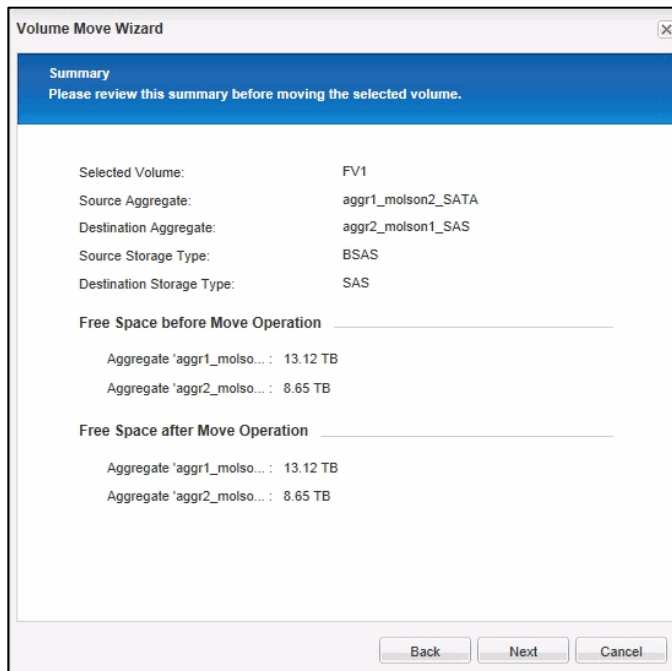 Volume Move Wizard
Summary
Please review this summary before moving the selected volume.
Selected Volume: FV1
Source Aggregate: aggr1_molson2_SATA
Destination Aggregate: aggr2_molson1_SAS
Source Storage Type: BSAS
Destination Storage Type: SAS
Free Space before Move Operation
Aggregate 'aggr1_molso... : 13.12 TB
Aggregate 'aggr2_molso... : 8.65 TB
Free Space after Move Operation
Aggregate 'aggr1_molso... : 13.12 TB
Aggregate 'aggr2_molso... : 8.65 TB
Back Next Cancel